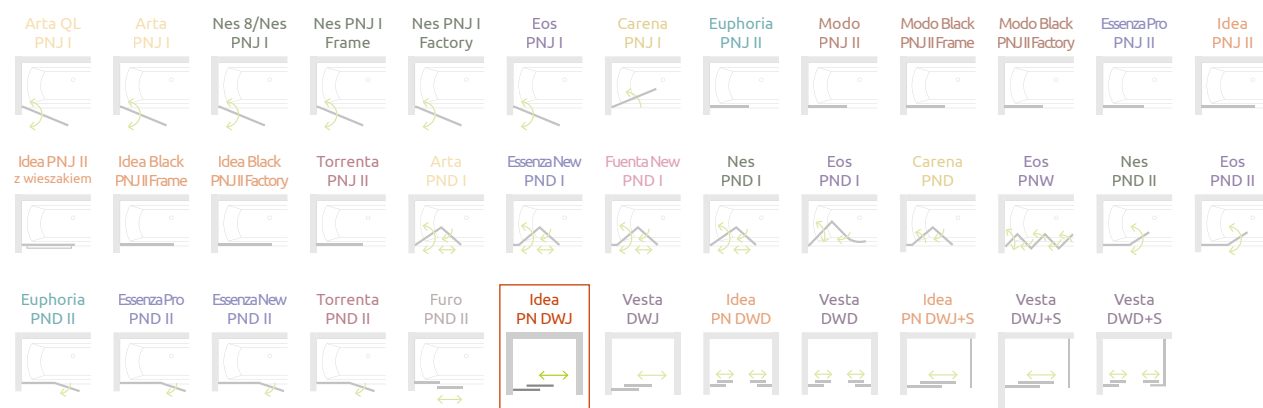 Arta QL
PNJ I
Arta
PNJ I
Nes 8/Nes
PNJ I
Nes PNJ I
Frame
Nes PNJ I
Factory
Eos
PNJ I
Carena
PNJ I
Euphoria
PNJ II
Modo
PNJ II
Modo Black
PNJ II Frame
Modo Black
PNJ II Factory
Essenza Pro
PNJ II
Idea
PNJ II
Idea PNJ II
z wieszakiem
Idea Black
PNJ II Frame
Idea Black
PNJ II Factory
Torrenta
PNJ II
Arta
PND I
Essenza New
PND I
Fuenta New
PND I
Nes
PND I
Eos
PND I
Carena
PND
Eos
PNW
Nes
PND II
Eos
PND II
Euphoria
PND II
Essenza Pro
PND II
Essenza New
PND II
Torrenta
PND II
Furo
PND II
Idea
PN DWJ
Vesta
DWJ
Idea
PN DWD
Vesta
DWD
Idea
PN DWJ+S
Vesta
DWJ+S
Vesta
DWD+S